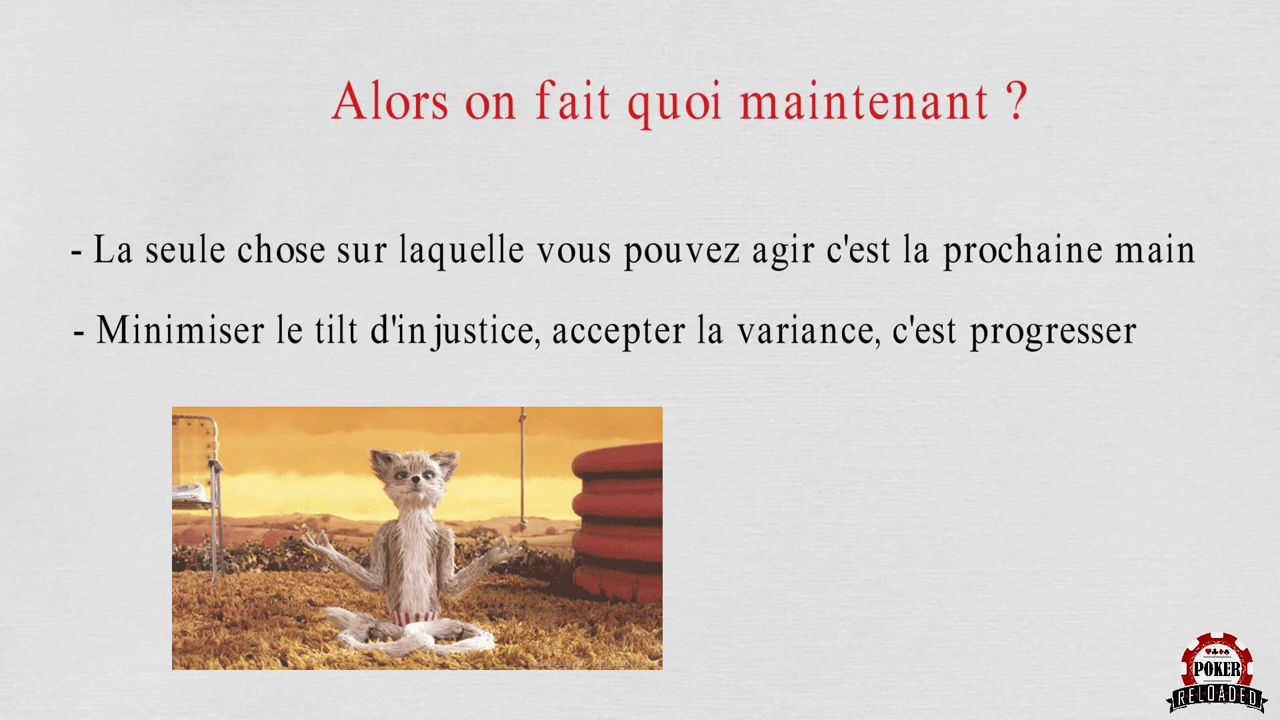 Alors on fait quoi maintenant ?
- La seule chose sur laquelle vous pouvez agir c'est la prochaine main
- Minimiser le tilt d'injustice, accepter la variance, c'est progresser
POKER
RELOADED